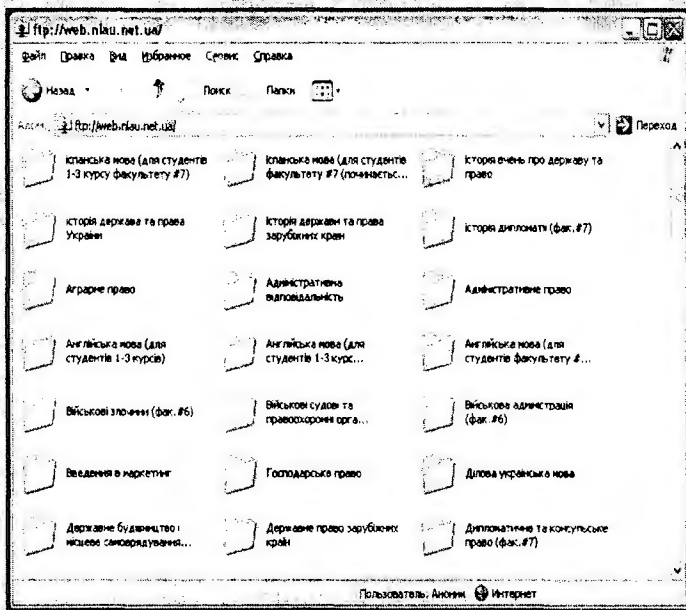 ftp://web.nlau.net.ua/
Файл Правка Вид Избранное Сервис Справка
Назад Поиск Папки
Адрес: ftp://web.nlau.net.ua/ Переход
іспанська мова (для студентів
1-3 курсу факультету #7)
Іспанська мова (для студентів
факультету #7 (починаєтьс...
Історія вчень про державу та
право
історія держава та права
України
Історія держави та права
зарубіжних країн
історія дипломатії (фак.#7)
Аграрне право
Адміністративна
відповідальність
Адміністративне право
Англійська мова (для
студентів 1-3 курсів)
Англійська мова (для
студентів 1-3 курс...
Англійська мова (для
студентів факультету #...
Військові злочини (фак.#6)
Військові судові та
правоохоронні орга...
Військова адміністрація
(фак.#6)
Введення в маркетинг
Господарське право
Ділова українська мова
Державне будівництво і
місцеве самоврядування...
Державне право зарубіжних
країн
Дипломатичне та консульське
право (фак.#7)
Пользователь: Аноним Интернет